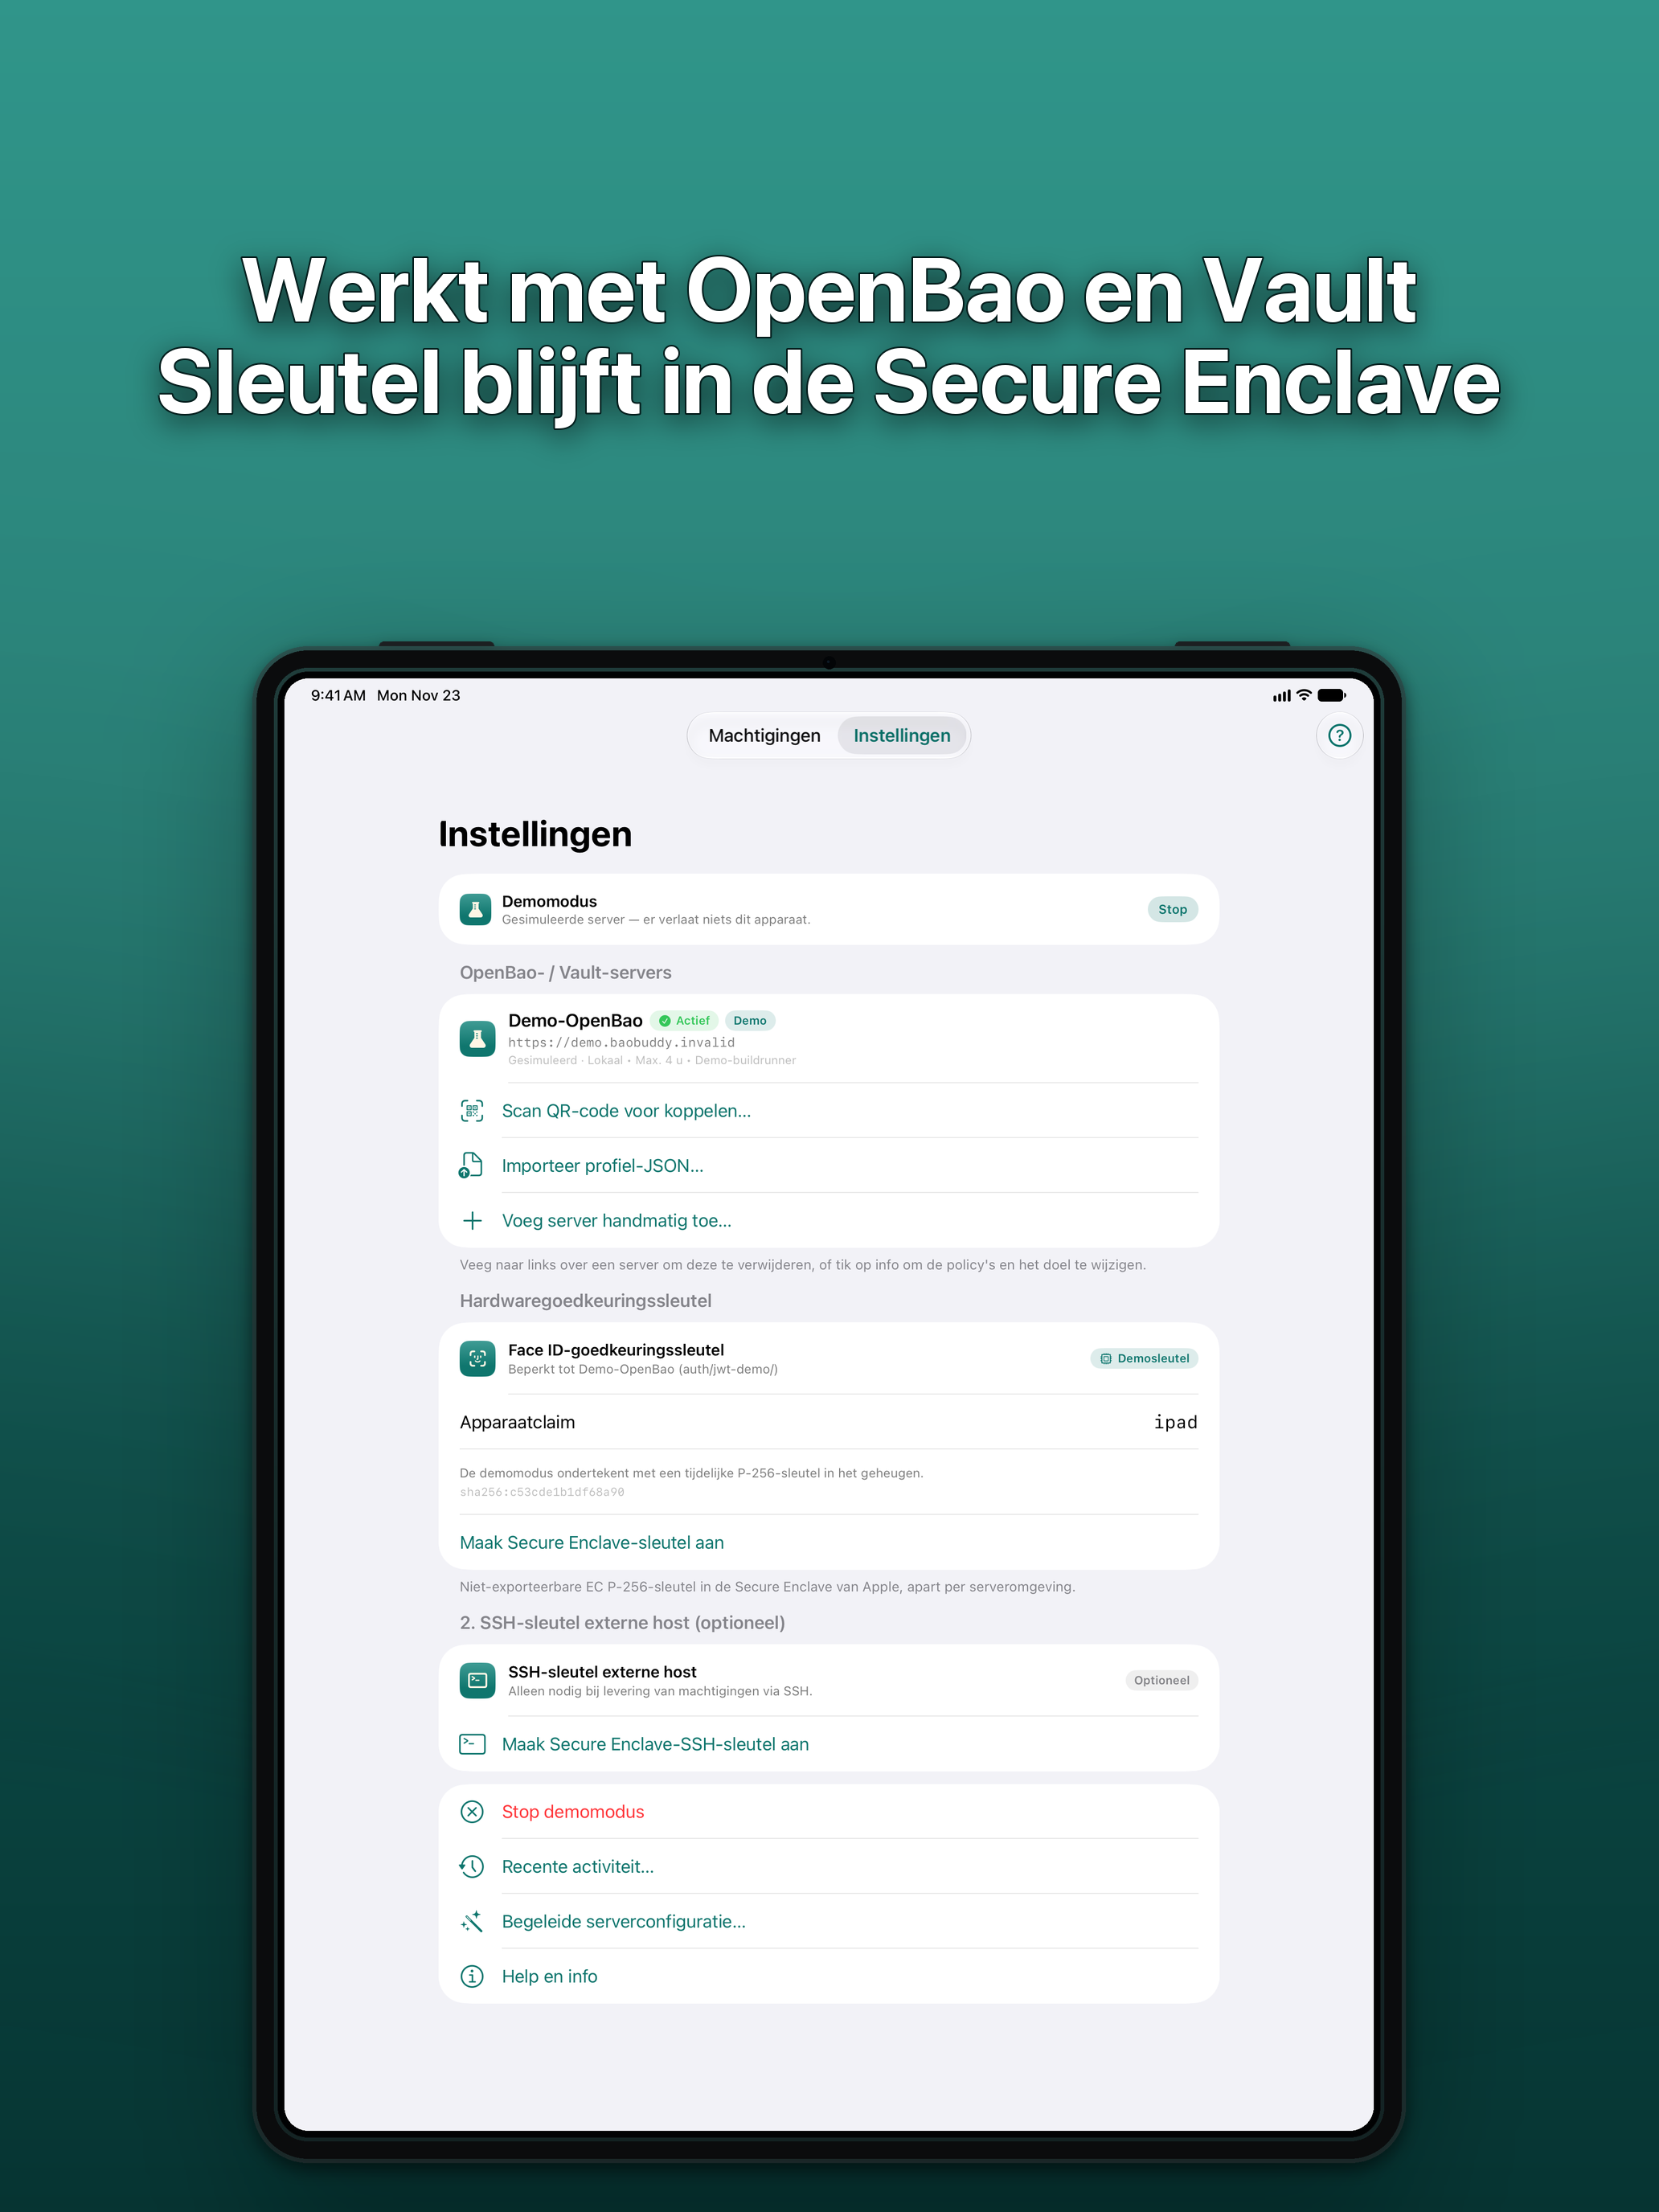 Werkt met OpenBao en Vault
Sleutel blijft in de Secure Enclave
9:41 AM Mon Nov 23
Machtigingen Instellingen ?
Instellingen
Demomodus
Gesimuleerde server — er verlaat niets dit apparaat.
Stop
OpenBao- / Vault-servers
Demo-OpenBao Actief Demo
https://demo.baobuddy.invalid
Gesimuleerd · Lokaal • Max. 4 u • Demo-buildrunner
Scan QR-code voor koppelen...
Importeer profiel-JSON...
Voeg server handmatig toe...
Veeg naar links over een server om deze te verwijderen, of tik op info om de policy's en het doel te wijzigen.
Hardwaregoedkeuringssleutel
Face ID-goedkeuringssleutel
Beperkt tot Demo-OpenBao (auth/jwt-demo/)
Demosleutel
Apparaatclaim ipad
De demomodus ondertekent met een tijdelijke P-256-sleutel in het geheugen.
sha256:c53cde1b1df68a90
Maak Secure Enclave-sleutel aan
Niet-exporteerbare EC P-256-sleutel in de Secure Enclave van Apple, apart per serveromgeving.
2. SSH-sleutel externe host (optioneel)
SSH-sleutel externe host
Alleen nodig bij levering van machtigingen via SSH.
Optioneel
Maak Secure Enclave-SSH-sleutel aan
Stop demomodus
Recente activiteit...
Begeleide serverconfiguratie...
Help en info